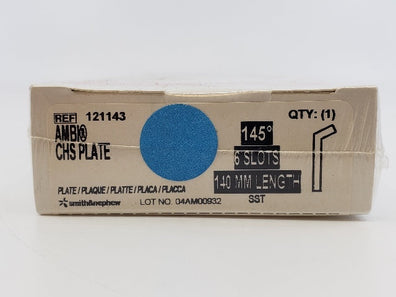 REF 121143
AMBI®
CHS PLATE
QTY: (1)
145°
6 SLOTS
140 MM LENGTH
SST
PLATE / PLAQUE / PLATTE / PLACA / PLACCA
smith&nephew
LOT NO. 04AM00932